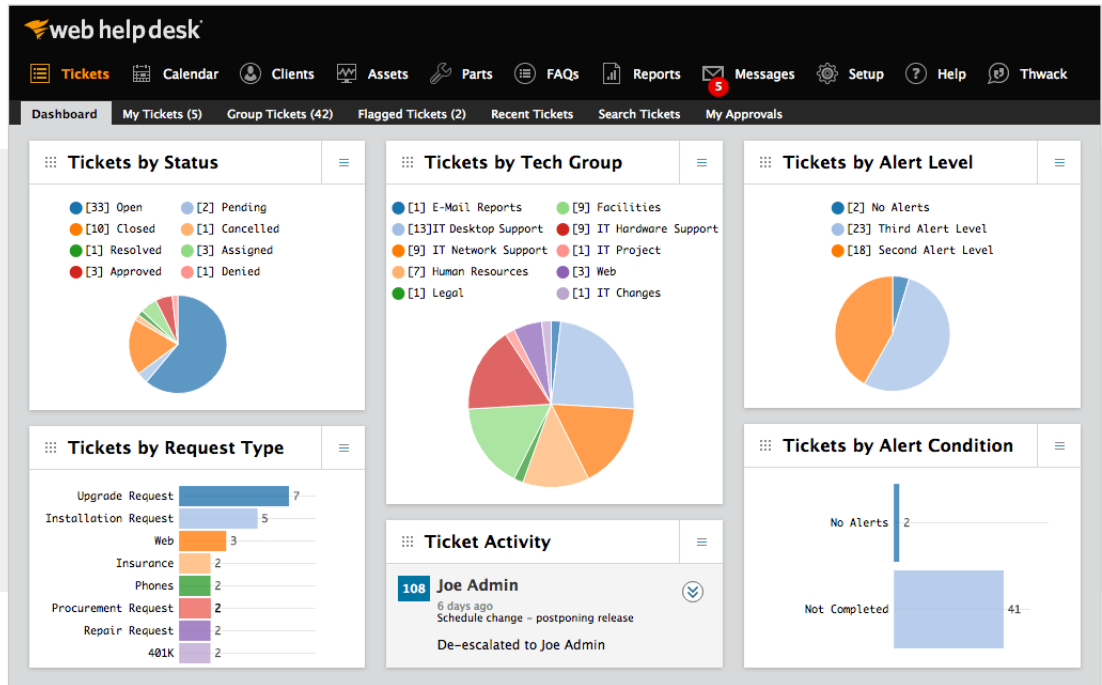 web help desk
Tickets Calendar Clients Assets Parts FAQs Reports Messages Setup Help Thwack
5
Dashboard My Tickets (5) Group Tickets (42) Flagged Tickets (2) Recent Tickets Search Tickets My Approvals
Tickets by Status
[33] Open [2] Pending
[10] Closed [1] Cancelled
[1] Resolved [3] Assigned
[3] Approved [1] Denied
Tickets by Tech Group
[1] E-Mail Reports [9] Facilities
[13]IT Desktop Support [9] IT Hardware Support
[9] IT Network Support [1] IT Project
[7] Human Resources [3] Web
[1] Legal [1] IT Changes
Tickets by Alert Level
[2] No Alerts
[23] Third Alert Level
[18] Second Alert Level
Tickets by Request Type
Upgrade Request 7
Installation Request 5
Web 3
Insurance 2
Phones 2
Procurement Request 2
Repair Request 2
401K 2
Ticket Activity
108 Joe Admin
6 days ago
Schedule change – postponing release
De-escalated to Joe Admin
Tickets by Alert Condition
No Alerts 2
Not Completed 41